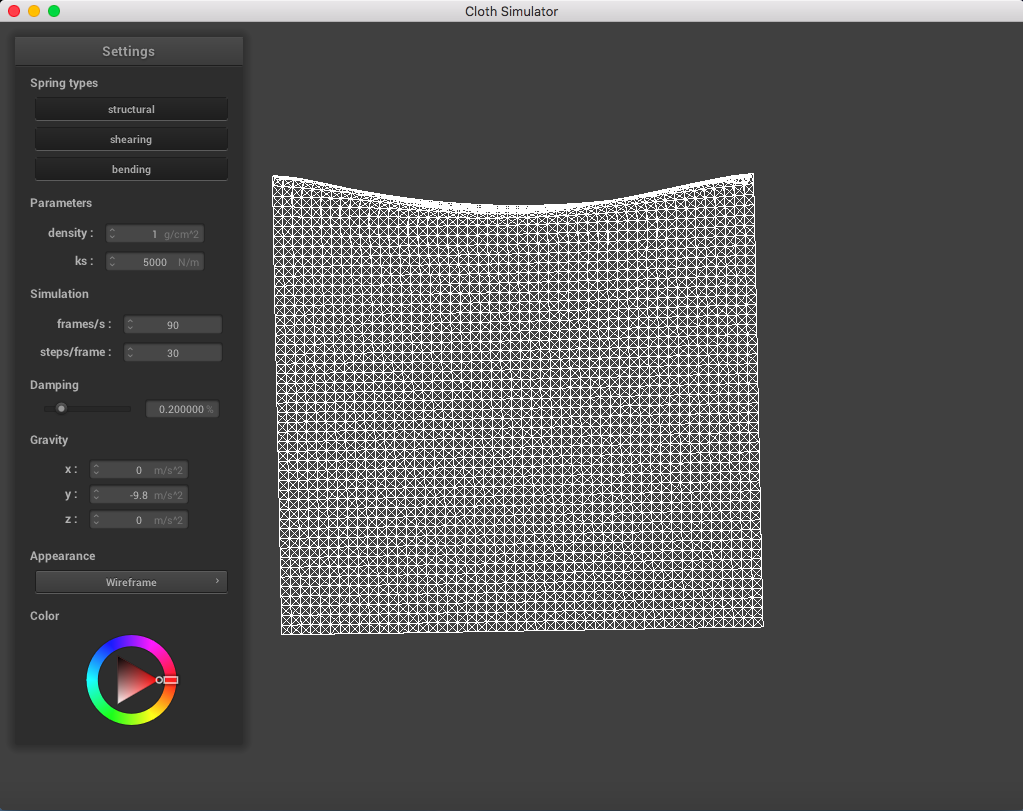 Cloth Simulator
Settings
Spring types
structural
shearing
bending
Parameters
density : 1 g/cm^2
ks : 5000 N/m
Simulation
frames/s : 90
steps/frame : 30
Damping
0.200000 %
Gravity
x : 0 m/s^2
y : -9.8 m/s^2
z : 0 m/s^2
Appearance
Wireframe ›
Color